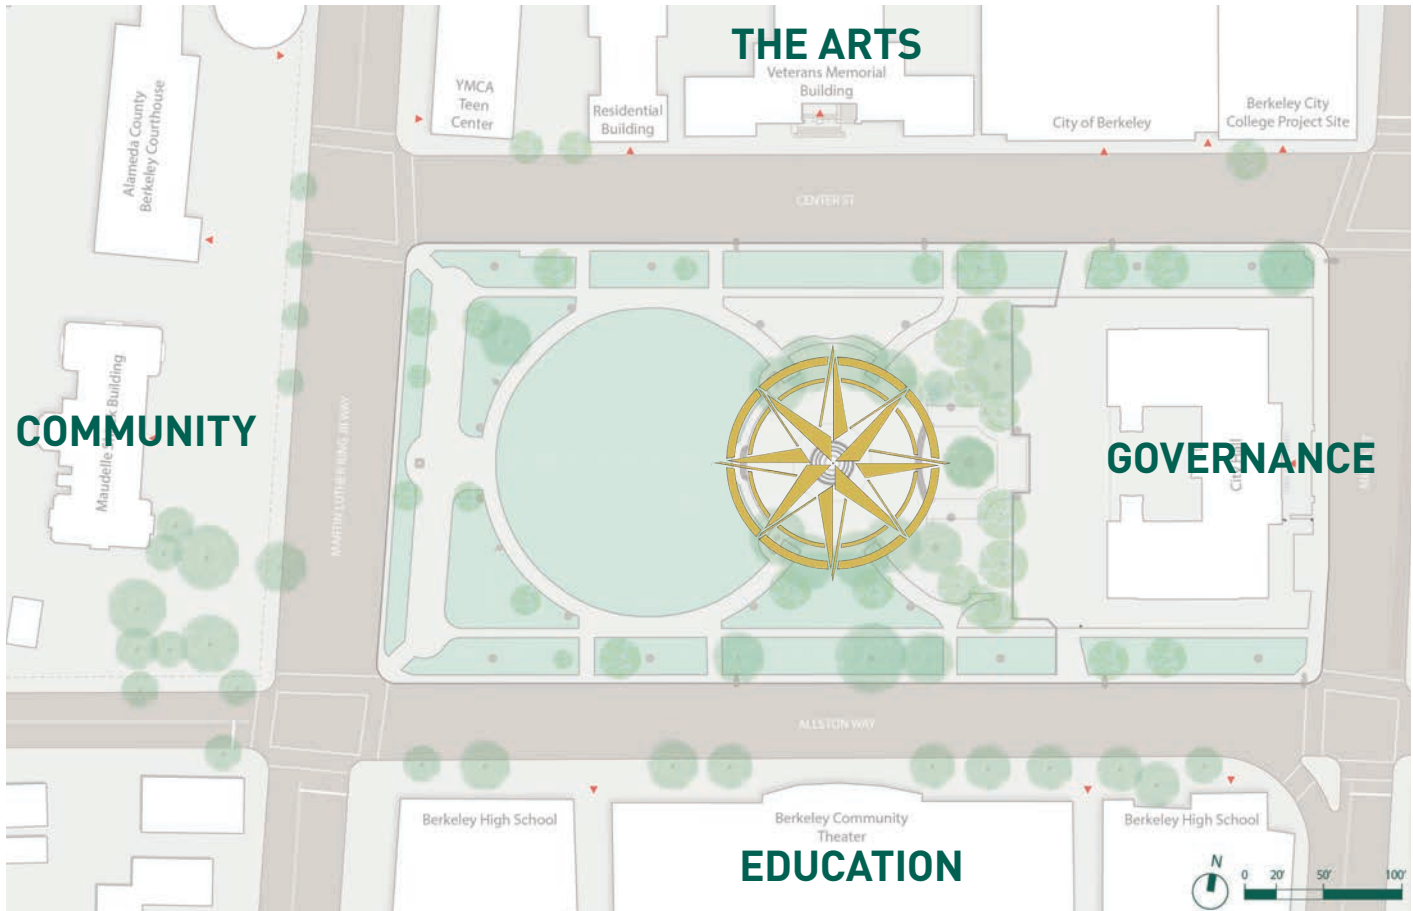 THE ARTS
Veterans Memorial
Building
YMCA
Teen
Center
Residential
Building
City of Berkeley
Berkeley City
College Project Site
Alameda County
Berkeley Courthouse
CENTER ST
COMMUNITY
Maudelle
Building
MARTIN LUTHER KING JR WAY
GOVERNANCE
City
ALLSTON WAY
Berkeley High School
Berkeley Community
Theater
Berkeley High School
EDUCATION
N
0 20' 50' 100'